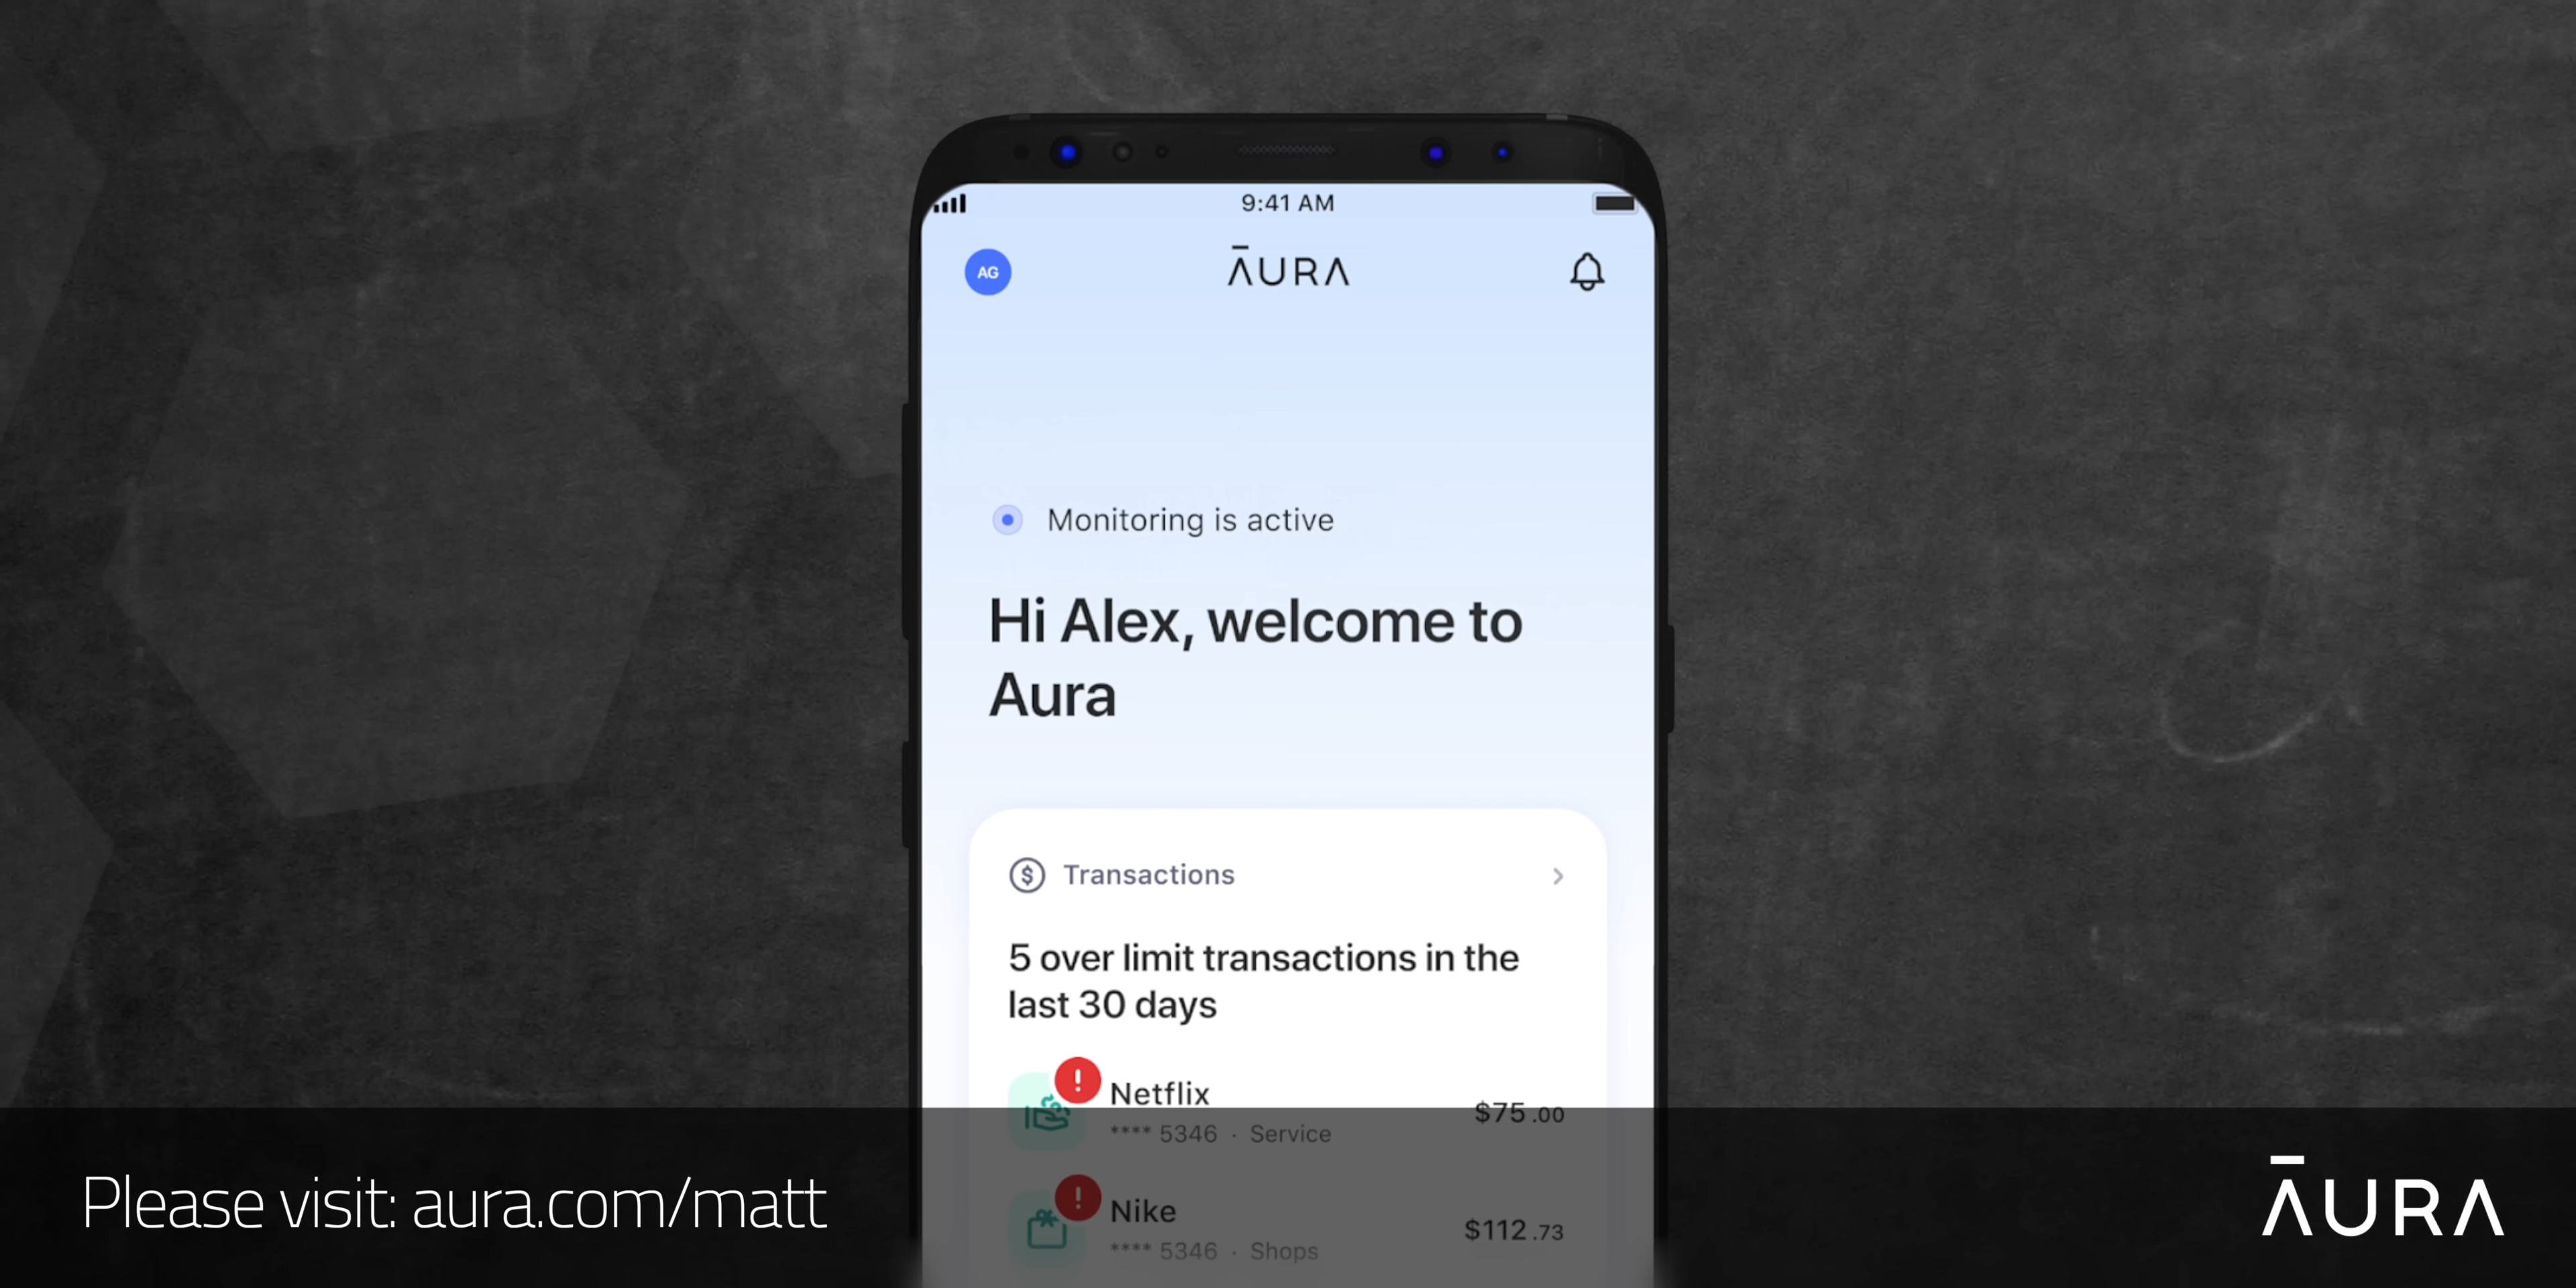 9:41 AM
AG
ĀURA
Monitoring is active
Hi Alex, welcome to
Aura
$ Transactions
5 over limit transactions in the
last 30 days
! Netflix
$75.00
**** 5346 · Service
! Nike
$112.73
**** 5346 · Shops
Please visit: aura.com/matt
ĀURA